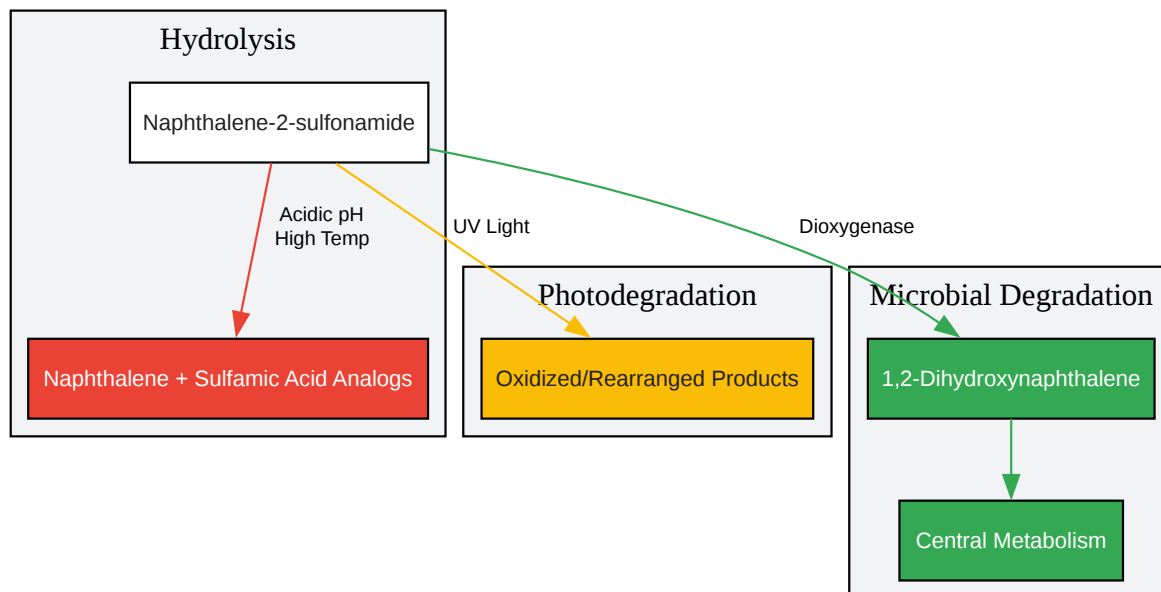 Hydrolysis
Naphthalene-2-sulfonamide
Acidic pH
High Temp
UV Light
Dioxygenase
Photodegradation
Microbial Degradation
Naphthalene + Sulfamic Acid Analogs
Oxidized/Rearranged Products
1,2-Dihydroxynaphthalene
Central Metabolism